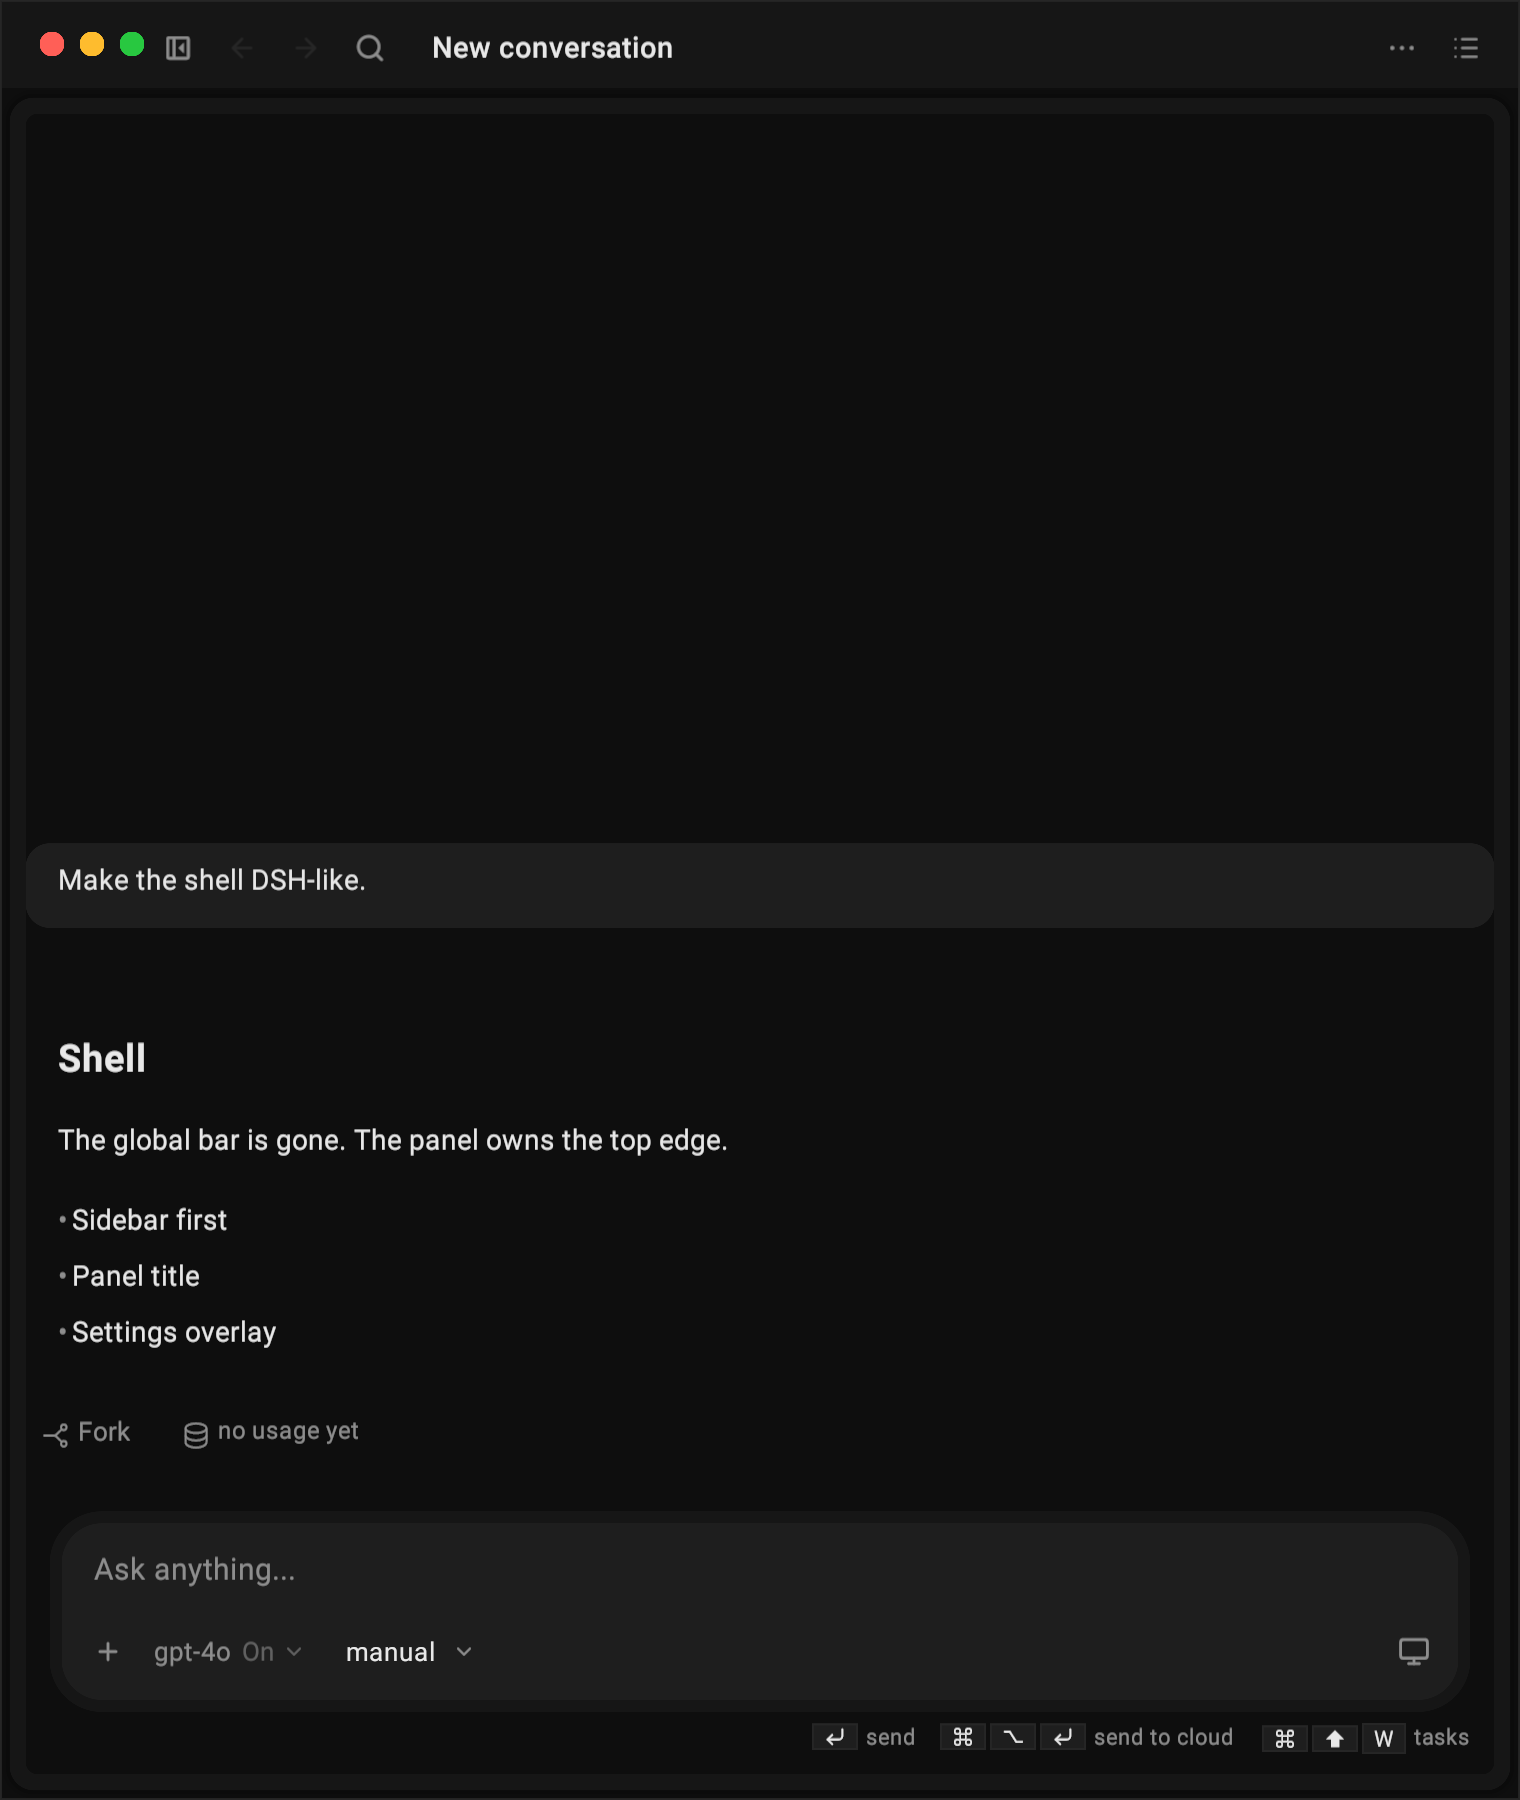 New conversation
Make the shell DSH-like.
Shell
The global bar is gone. The panel owns the top edge.
• Sidebar first
• Panel title
• Settings overlay
Fork no usage yet
Ask anything...
gpt-4o On manual
send ⌘ ⌥ send to cloud ⌘ W tasks